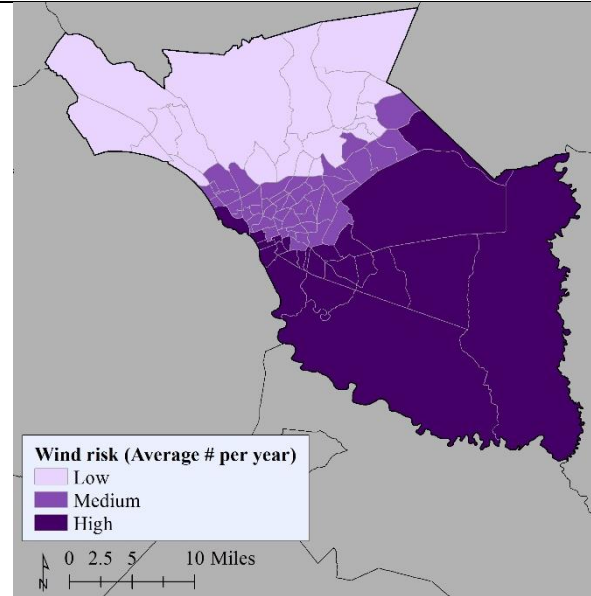 Wind risk (Average # per year)
Low
Medium
High
N
0 2.5 5 10 Miles